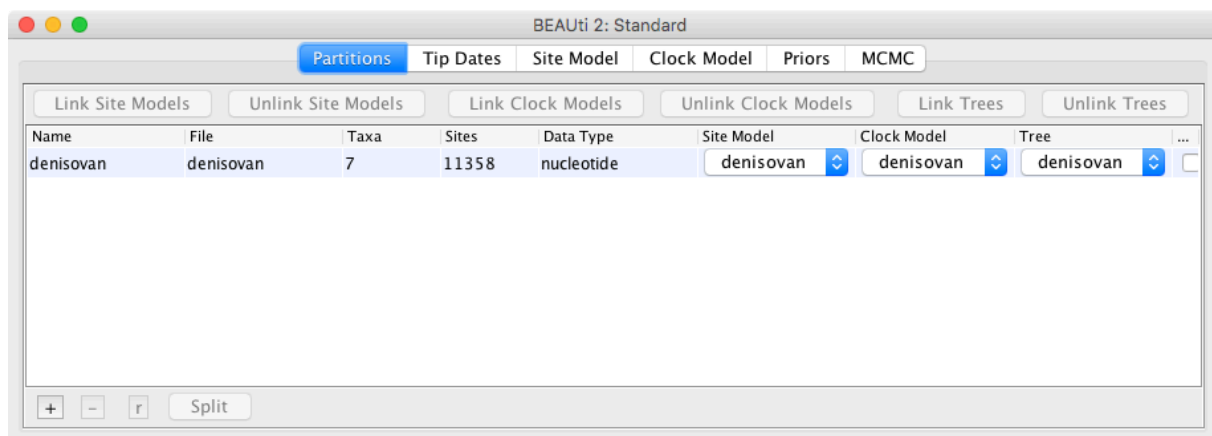 BEAUti 2: Standard
Partitions Tip Dates Site Model Clock Model Priors MCMC
Link Site Models Unlink Site Models Link Clock Models Unlink Clock Models Link Trees Unlink Trees
Name File Taxa Sites Data Type Site Model Clock Model Tree ...
denisovan denisovan 7 11358 nucleotide denisovan denisovan denisovan
+ - r Split